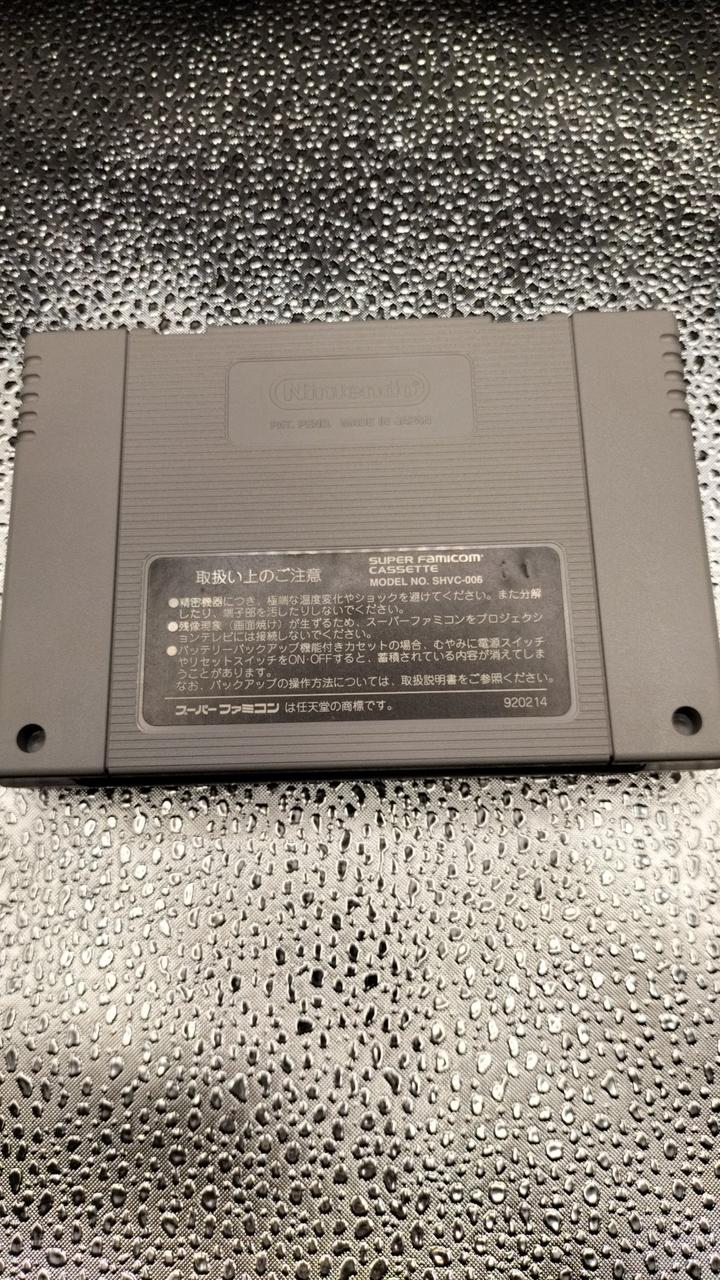 Nintendo
PAT. PEND. MADE IN JAPAN
取扱い上のご注意
SUPER FAMICOM
CASSETTE
MODEL NO. SHVC-006
●精密機器につき、極端な温度変化やショックを避けてください。また分解
したり、端子部を汚したりしないでください。
●残像現象（画面焼け）が生ずるため、スーパーファミコンをプロジェクシ
ョンテレビには接続しないでください。
●バッテリーバックアップ機能付きカセットの場合、むやみに電源スイッチ
やリセットスイッチをON·OFFすると、蓄積されている内容が消えてしま
うことがあります。
なお、バックアップの操作方法については、取扱説明書をご参照ください。
スーパーファミコン は任天堂の商標です。
920214